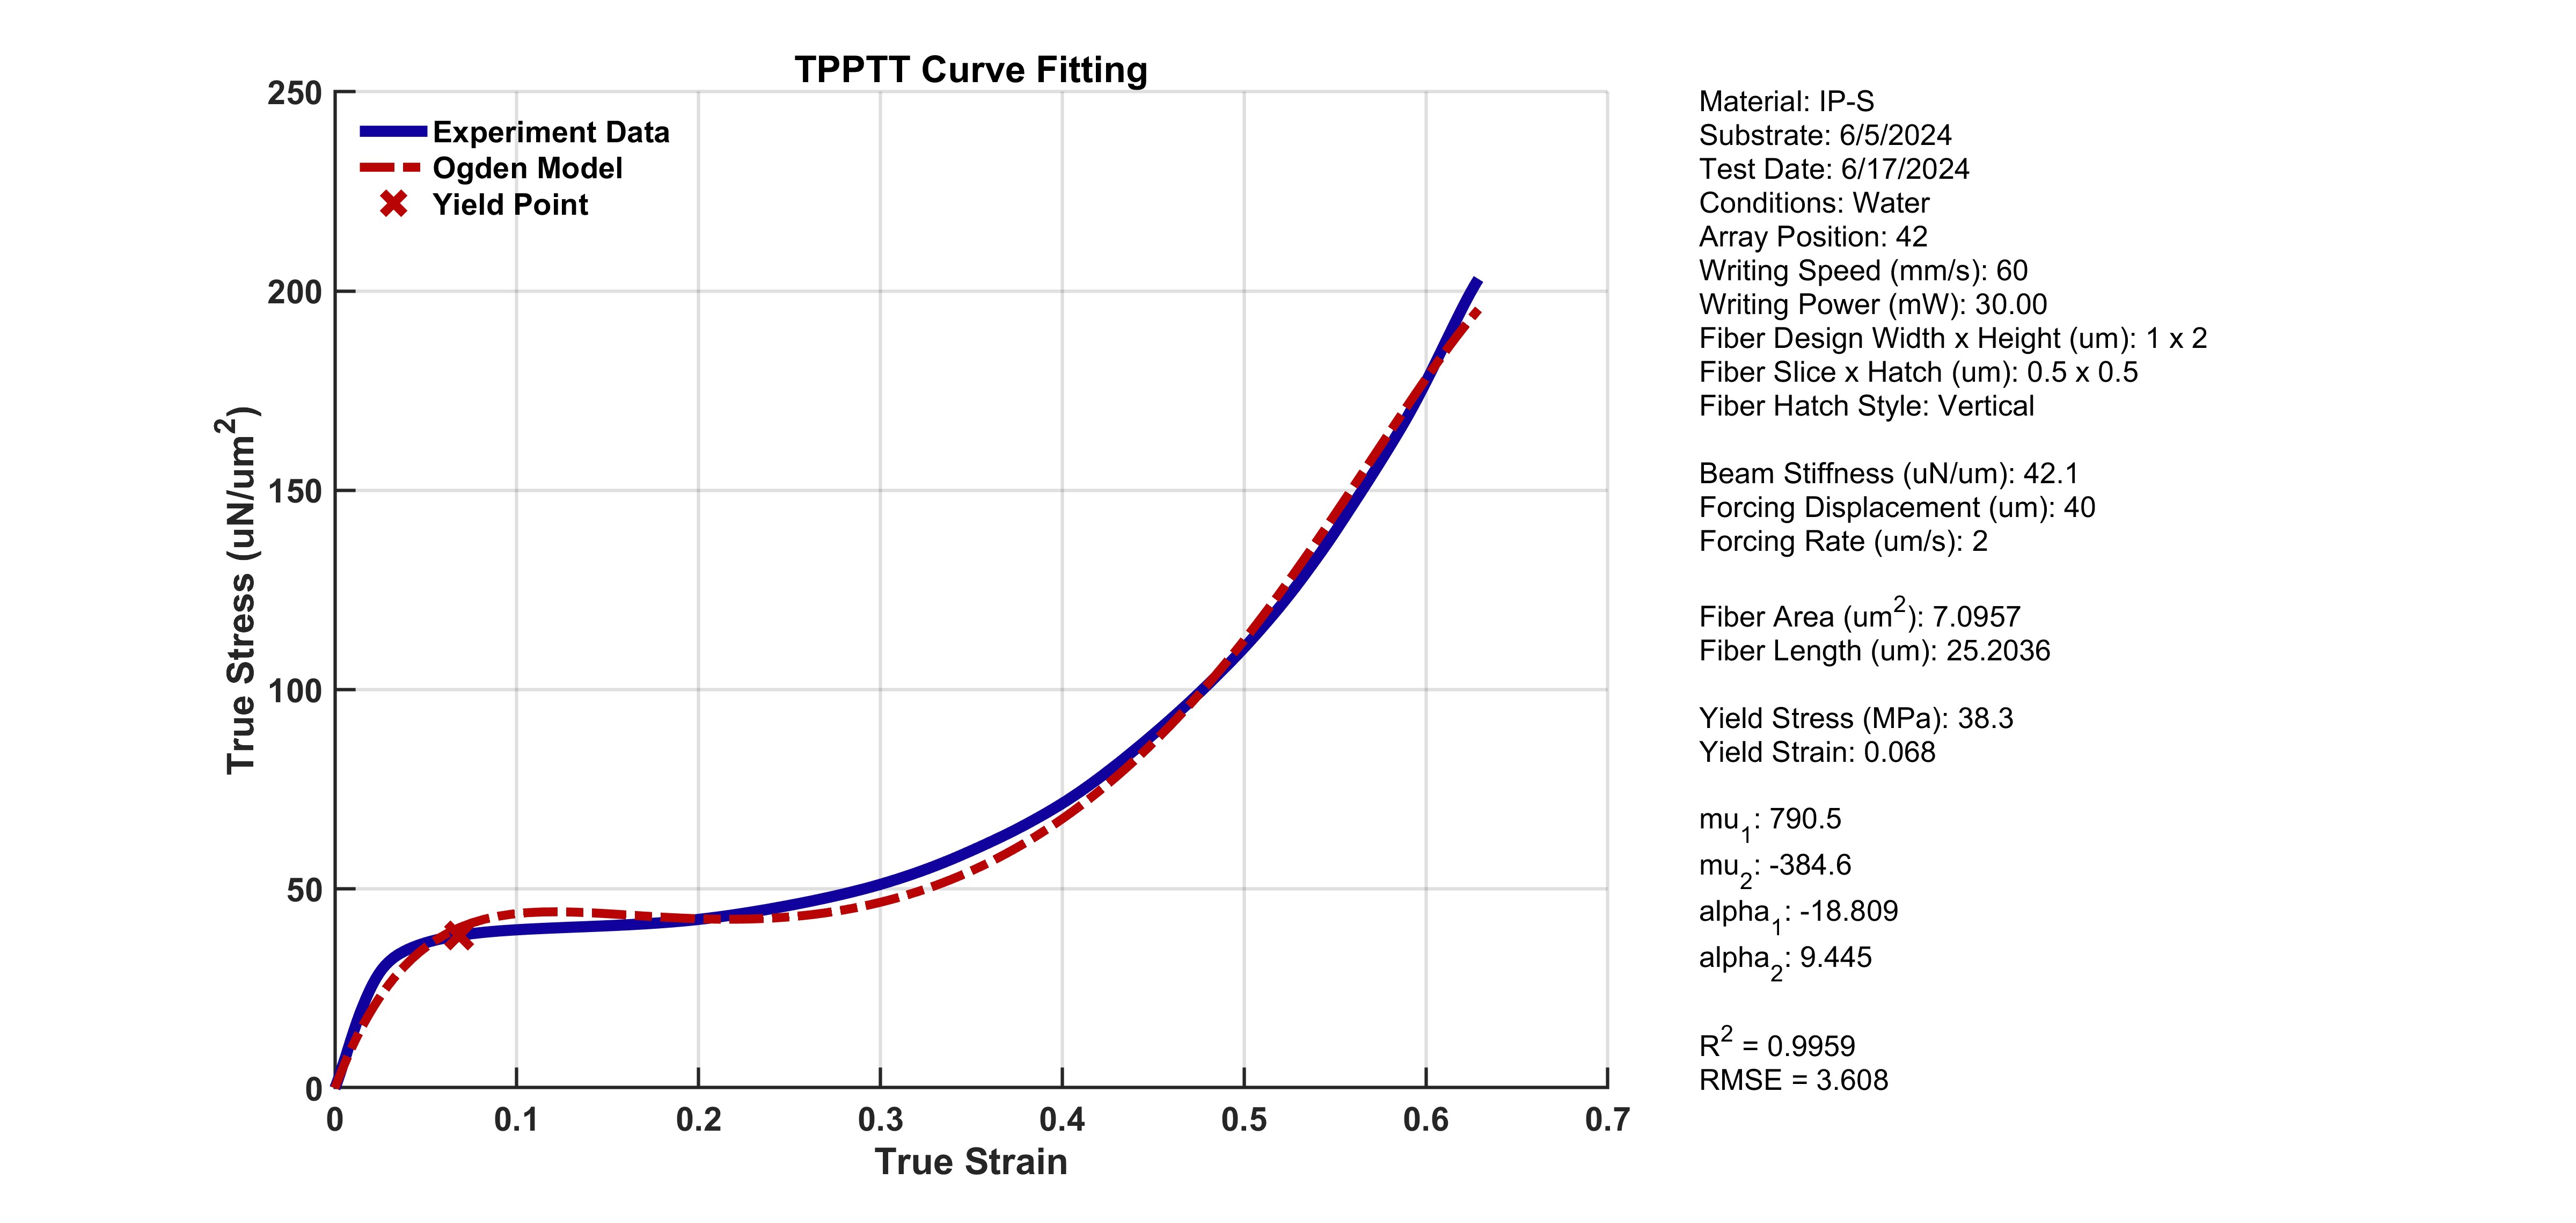 TPPTT Curve Fitting
250
200
150
100
50
0
True Stress (uN/um²)
Experiment Data
Ogden Model
Yield Point
0 0.1 0.2 0.3 0.4 0.5 0.6 0.7
True Strain
Material: IP-S
Substrate: 6/5/2024
Test Date: 6/17/2024
Conditions: Water
Array Position: 42
Writing Speed (mm/s): 60
Writing Power (mW): 30.00
Fiber Design Width x Height (um): 1 x 2
Fiber Slice x Hatch (um): 0.5 x 0.5
Fiber Hatch Style: Vertical
Beam Stiffness (uN/um): 42.1
Forcing Displacement (um): 40
Forcing Rate (um/s): 2
Fiber Area (um²): 7.0957
Fiber Length (um): 25.2036
Yield Stress (MPa): 38.3
Yield Strain: 0.068
mu₁: 790.5
mu₂: -384.6
alpha₁: -18.809
alpha₂: 9.445
R² = 0.9959
RMSE = 3.608